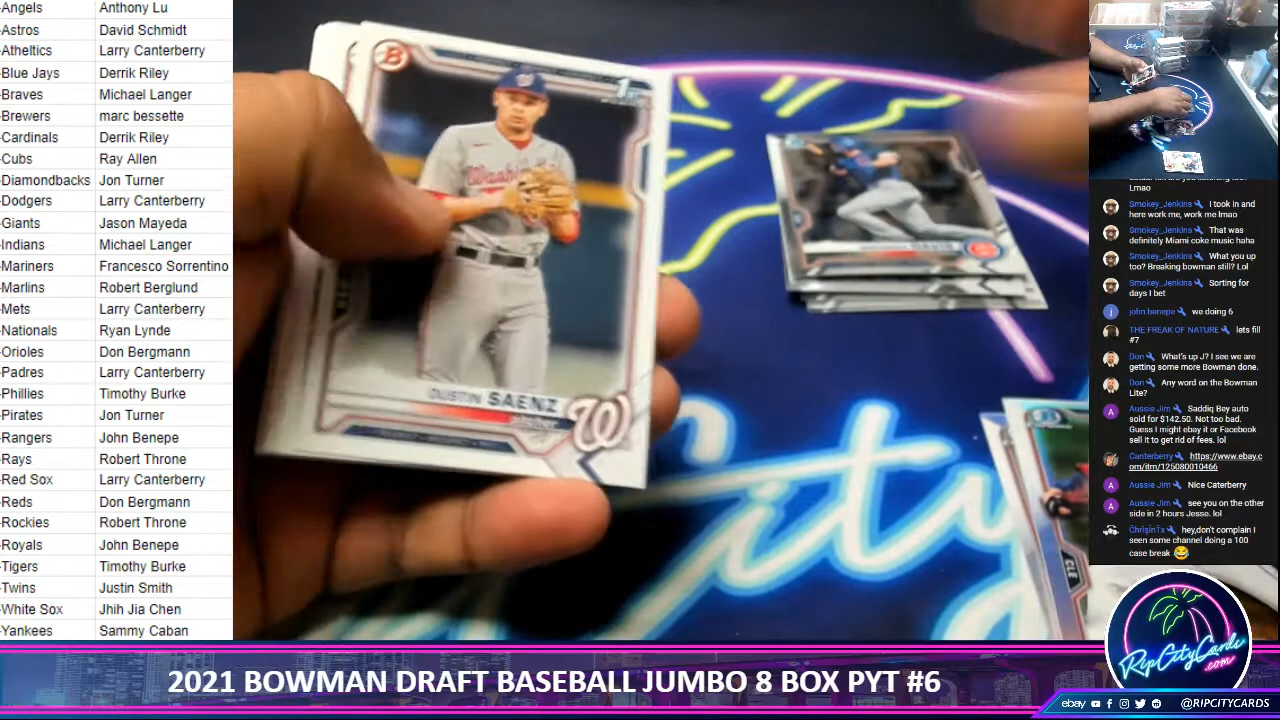 -Angels Anthony Lu
-Astros David Schmidt
-Atheltics Larry Canterberry
-Blue Jays Derrik Riley
-Braves Michael Langer
-Brewers marc bessette
-Cardinals Derrik Riley
-Cubs Ray Allen
-Diamondbacks Jon Turner
-Dodgers Larry Canterberry
-Giants Jason Mayeda
-Indians Michael Langer
-Mariners Francesco Sorrentino
-Marlins Robert Berglund
-Mets Larry Canterberry
-Nationals Ryan Lynde
-Orioles Don Bergmann
-Padres Larry Canterberry
-Phillies Timothy Burke
-Pirates Jon Turner
-Rangers John Benepe
-Rays Robert Throne
-Red Sox Larry Canterberry
-Reds Don Bergmann
-Rockies Robert Throne
-Royals John Benepe
-Tigers Timothy Burke
-Twins Justin Smith
-White Sox Jhih Jia Chen
-Yankees Sammy Caban
B
1st
Washin
SAENZ
pitcher
W
DAVIS
CLE
ity
Lmao
Smokey_Jenkins I took in and
here work me, work me lmao
Smokey_Jenkins That was
definitely Miami coke music haha
Smokey_Jenkins What you up
too? Breaking bowman still? Lol
Smokey_Jenkins Sorting for
days I bet
j john benepe we doing 6
THE FREAK OF NATURE lets fill
#7
Don What's up J? I see we are
getting some more Bowman done.
Don Any word on the Bowman
Lite?
A Aussie Jim Saddiq Bey auto
sold for $142.50. Not too bad.
Guess I might ebay it or Facebook
sell it to get rid of fees. lol
Canterberry https://www.ebay.c
om/itm/125080010466
A Aussie Jim Nice Caterberry
A Aussie Jim see you on the other
side in 2 hours Jesse. lol
ČhrïşînŤx hey,don't complain I
seen some channel doing a 100
case break 😂
RipCityCards
.com
2021 BOWMAN DRAFT BASEBALL JUMBO 8 BOX PYT #6
ebay @RIPCITYCARDS